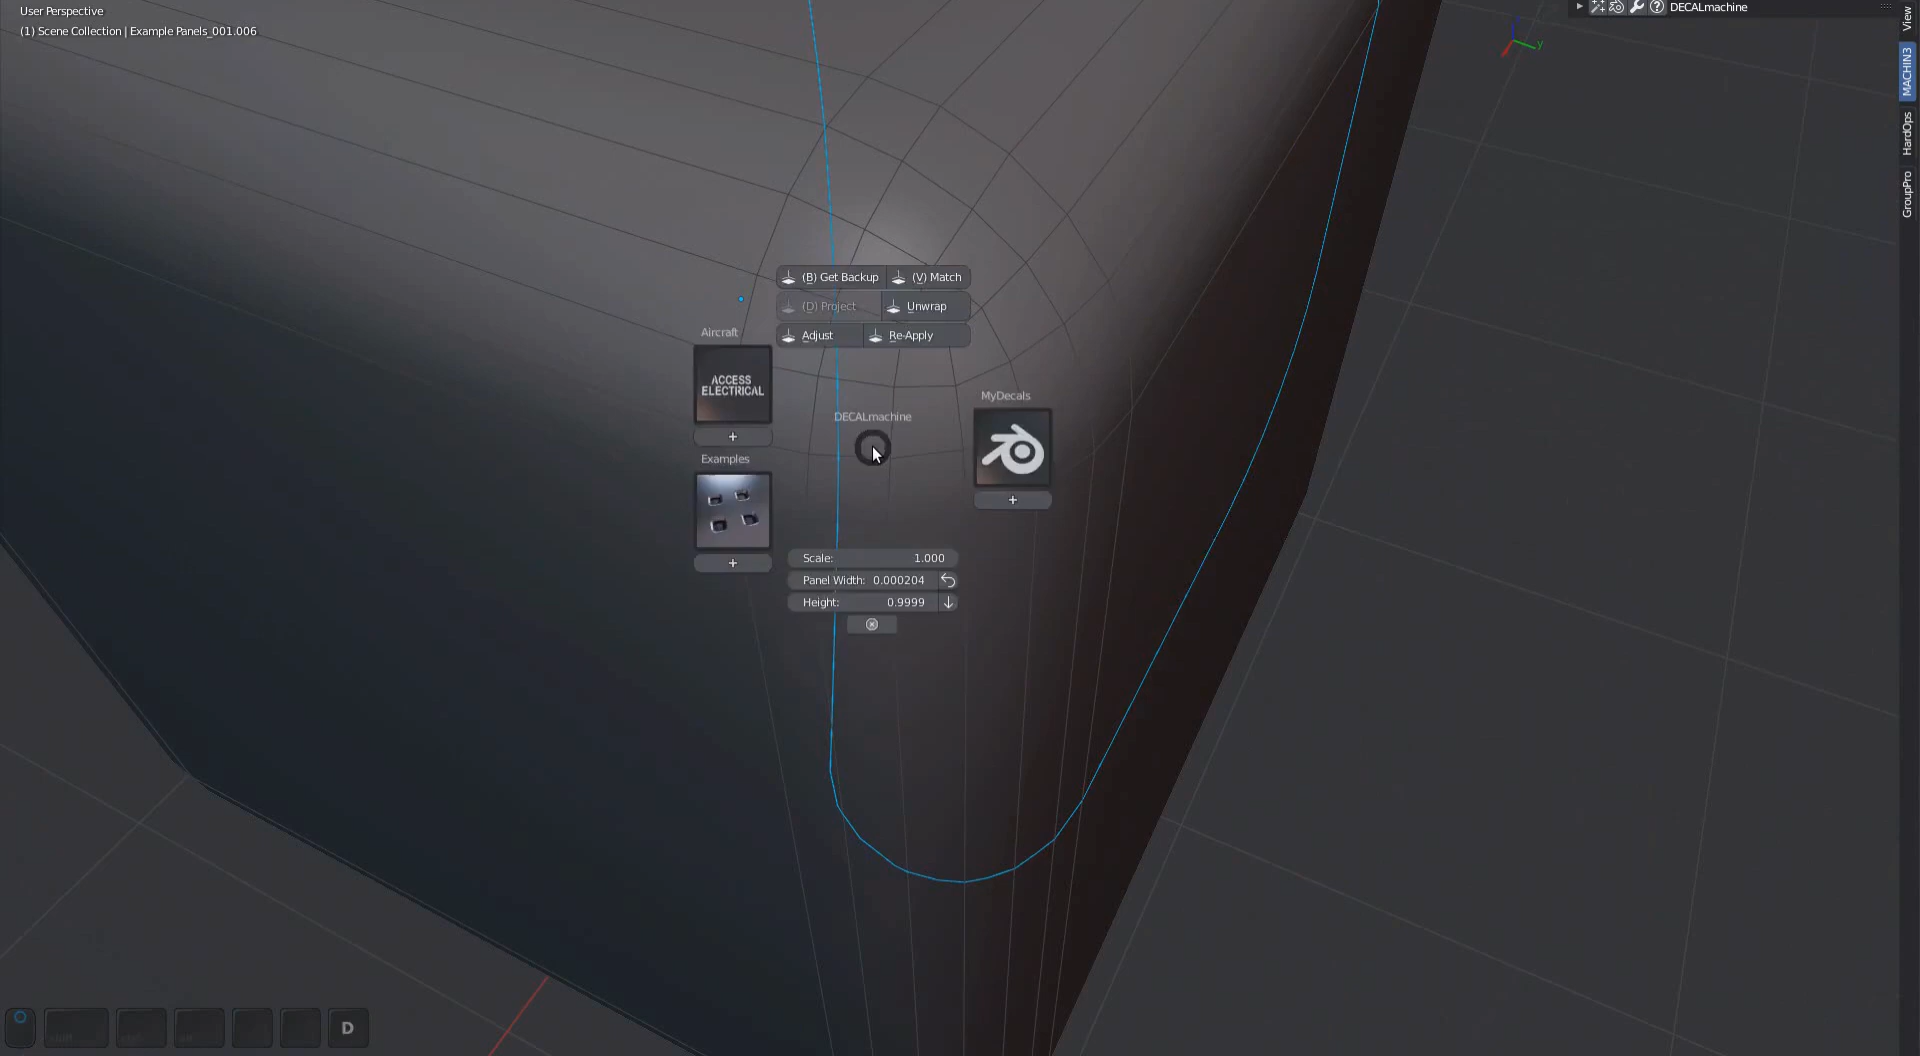 User Perspective
(1) Scene Collection | Example Panels_001.006
DECALmachine
View
MACHIN3
HardOps
GroupPro
y
(B) Get Backup
(V) Match
(D) Project
Unwrap
Adjust
Re-Apply
Aircraft
ACCESS
ELECTRICAL
+
Examples
+
DECALmachine
MyDecals
+
Scale: 1.000
Panel Width: 0.000204
Height: 0.9999
D